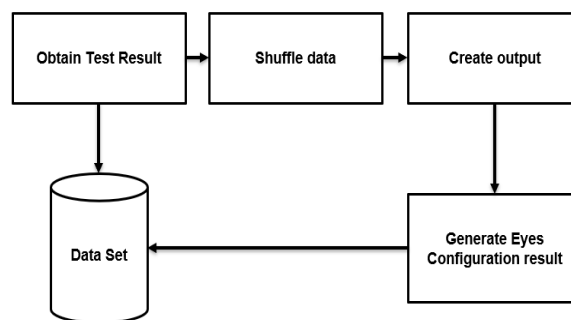 Obtain Test Result
Shuffle data
Create output
Data Set
Generate Eyes
Configuration result